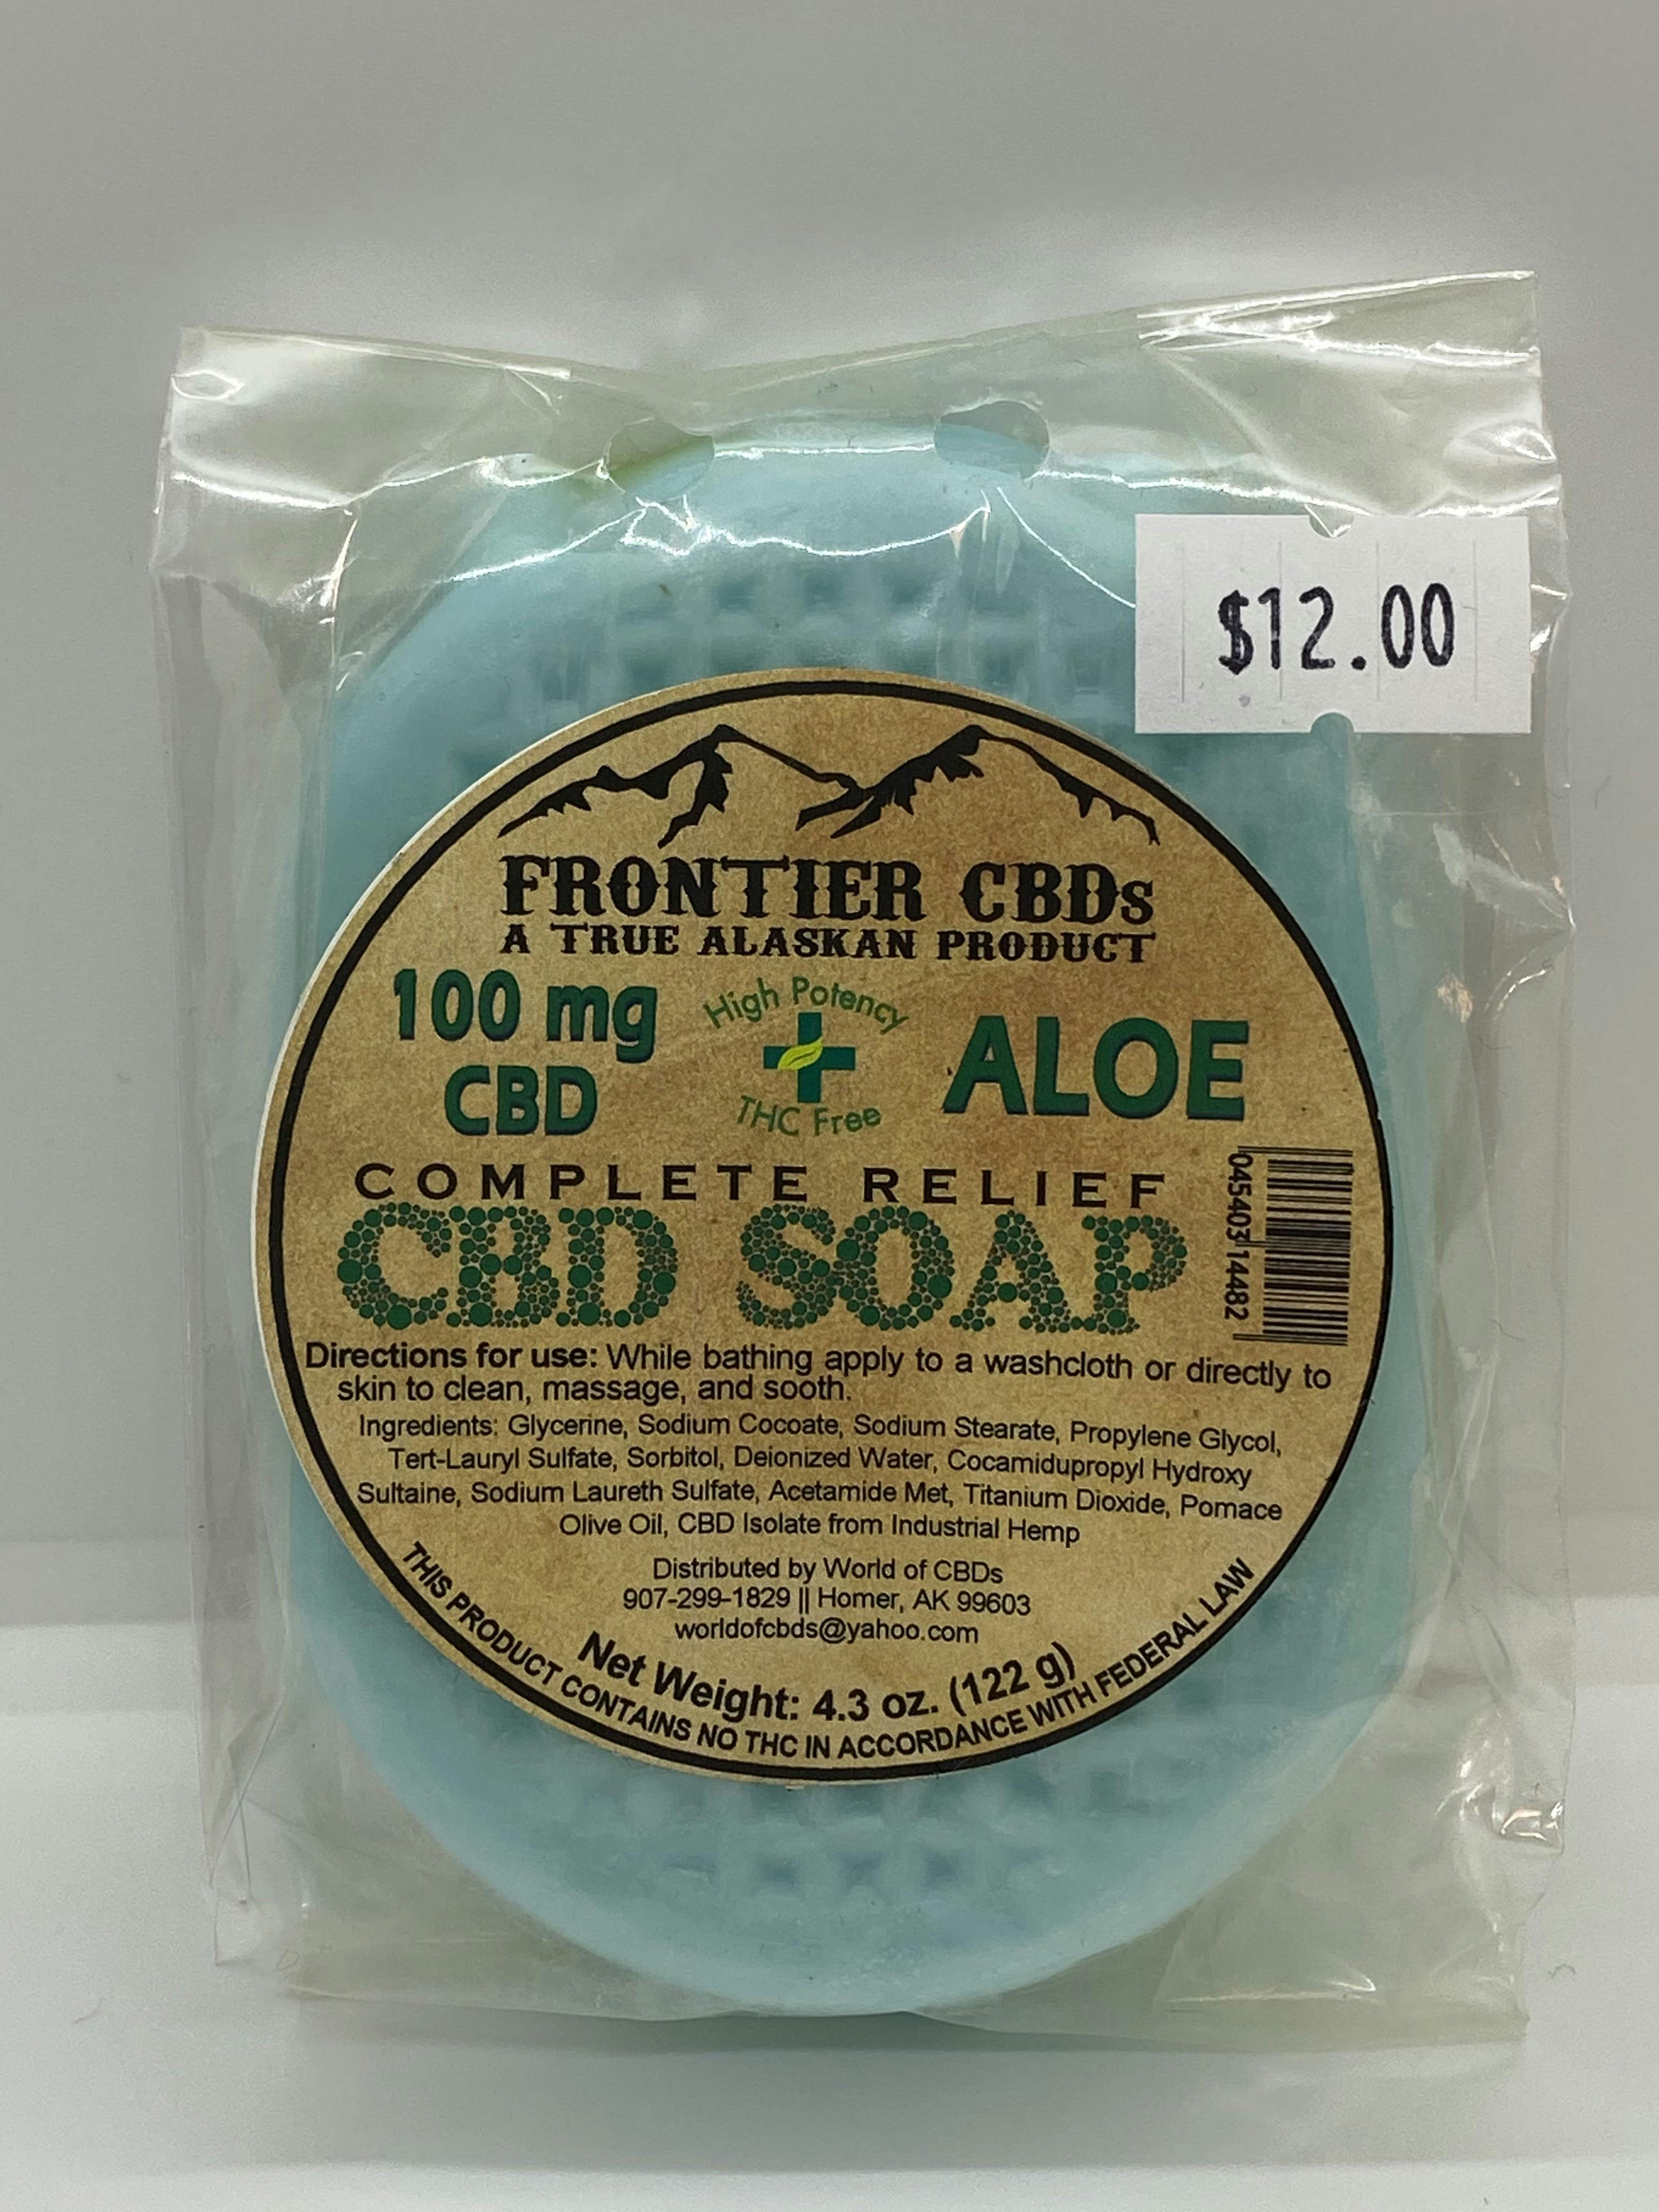 $12.00
FRONTIER CBDs
A TRUE ALASKAN PRODUCT
100 mg
CBD
High Potency
THC Free
ALOE
COMPLETE RELIEF
CBD SOAP
045403144482
Directions for use: While bathing apply to a washcloth or directly to
skin to clean, massage, and sooth.
Ingredients: Glycerine, Sodium Cocoate, Sodium Stearate, Propylene Glycol,
Tert-Lauryl Sulfate, Sorbitol, Deionized Water, Cocamidupropyl Hydroxy
Sultaine, Sodium Laureth Sulfate, Acetamide Met, Titanium Dioxide, Pomace
Olive Oil, CBD Isolate from Industrial Hemp
Distributed by World of CBDs
907-299-1829 || Homer, AK 99603
worldofcbds@yahoo.com
Net Weight: 4.3 oz. (122 g)
THIS PRODUCT CONTAINS NO THC IN ACCORDANCE WITH FEDERAL LAW